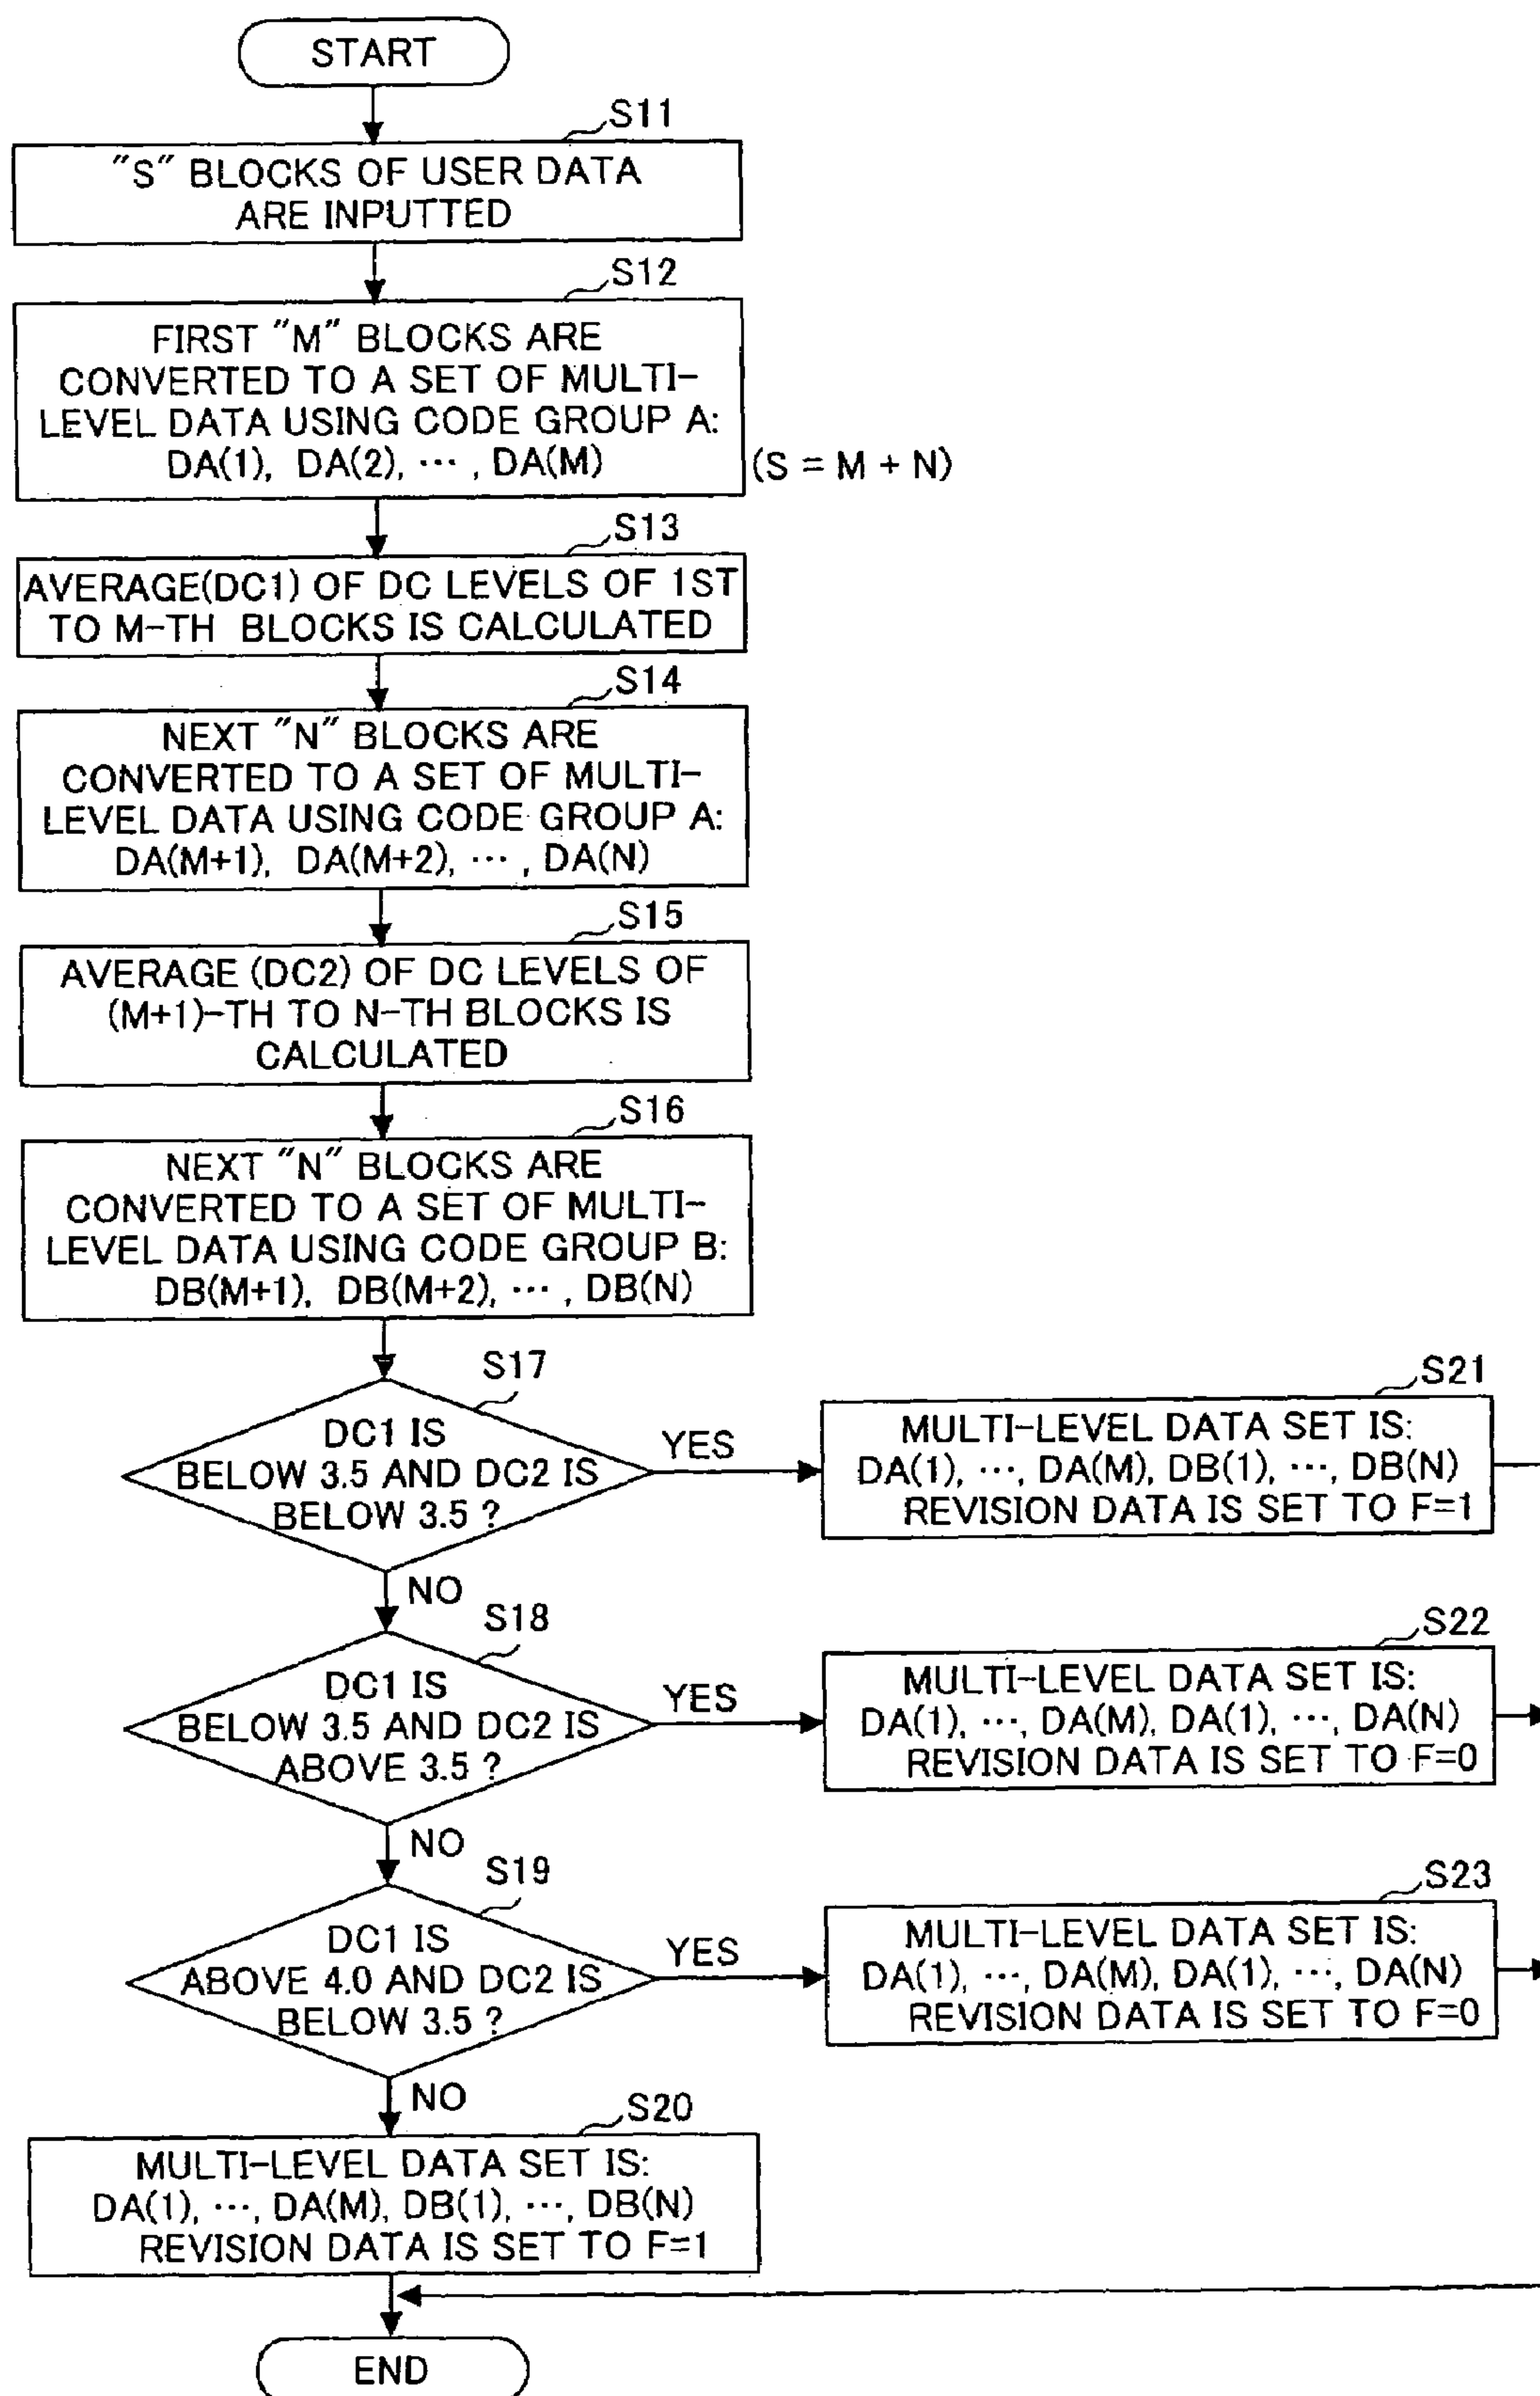 START
S11
"S" BLOCKS OF USER DATA
ARE INPUTTED
S12
FIRST "M" BLOCKS ARE
CONVERTED TO A SET OF MULTI-
LEVEL DATA USING CODE GROUP A:
DA(1), DA(2), ··· , DA(M)
(S = M + N)
S13
AVERAGE(DC1) OF DC LEVELS OF 1ST
TO M-TH BLOCKS IS CALCULATED
S14
NEXT "N" BLOCKS ARE
CONVERTED TO A SET OF MULTI-
LEVEL DATA USING CODE GROUP A:
DA(M+1), DA(M+2), ··· , DA(N)
S15
AVERAGE (DC2) OF DC LEVELS OF
(M+1)-TH TO N-TH BLOCKS IS
CALCULATED
S16
NEXT "N" BLOCKS ARE
CONVERTED TO A SET OF MULTI-
LEVEL DATA USING CODE GROUP B:
DB(M+1), DB(M+2), ··· , DB(N)
S17
DC1 IS
BELOW 3.5 AND DC2 IS
BELOW 3.5 ?
YES
S21
MULTI-LEVEL DATA SET IS:
DA(1), ···, DA(M), DB(1), ···, DB(N)
REVISION DATA IS SET TO F=1
NO
S18
DC1 IS
BELOW 3.5 AND DC2 IS
ABOVE 3.5 ?
YES
S22
MULTI-LEVEL DATA SET IS:
DA(1), ···, DA(M), DA(1), ···, DA(N)
REVISION DATA IS SET TO F=0
NO
S19
DC1 IS
ABOVE 4.0 AND DC2 IS
BELOW 3.5 ?
YES
S23
MULTI-LEVEL DATA SET IS:
DA(1), ···, DA(M), DA(1), ···, DA(N)
REVISION DATA IS SET TO F=0
NO
S20
MULTI-LEVEL DATA SET IS:
DA(1), ···, DA(M), DB(1), ···, DB(N)
REVISION DATA IS SET TO F=1
END